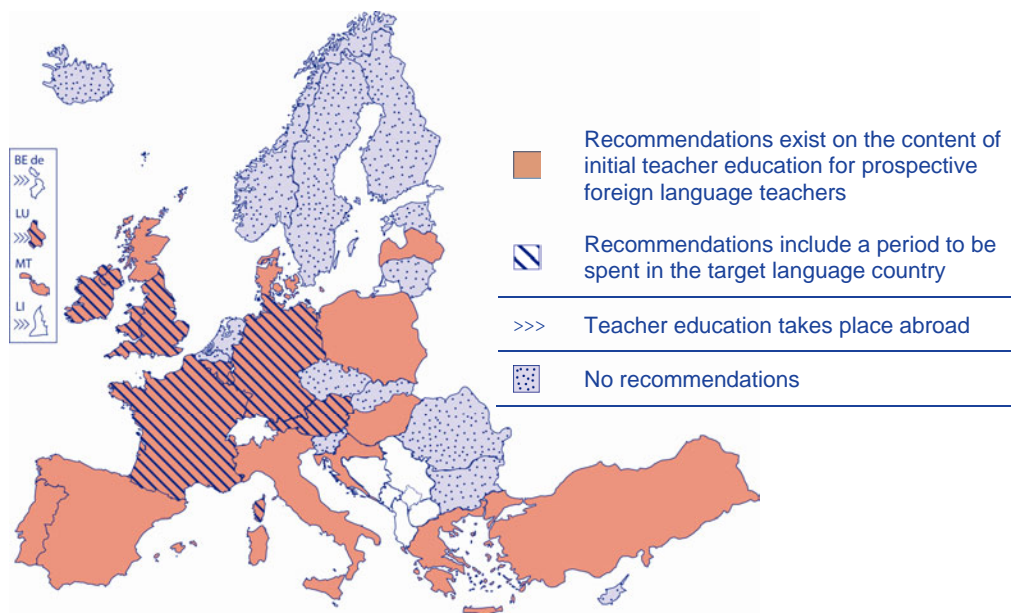 BE de
>>>
LU
>>>
MT
LI
>>>
Recommendations exist on the content of
initial teacher education for prospective
foreign language teachers
Recommendations include a period to be
spent in the target language country
>>> Teacher education takes place abroad
No recommendations